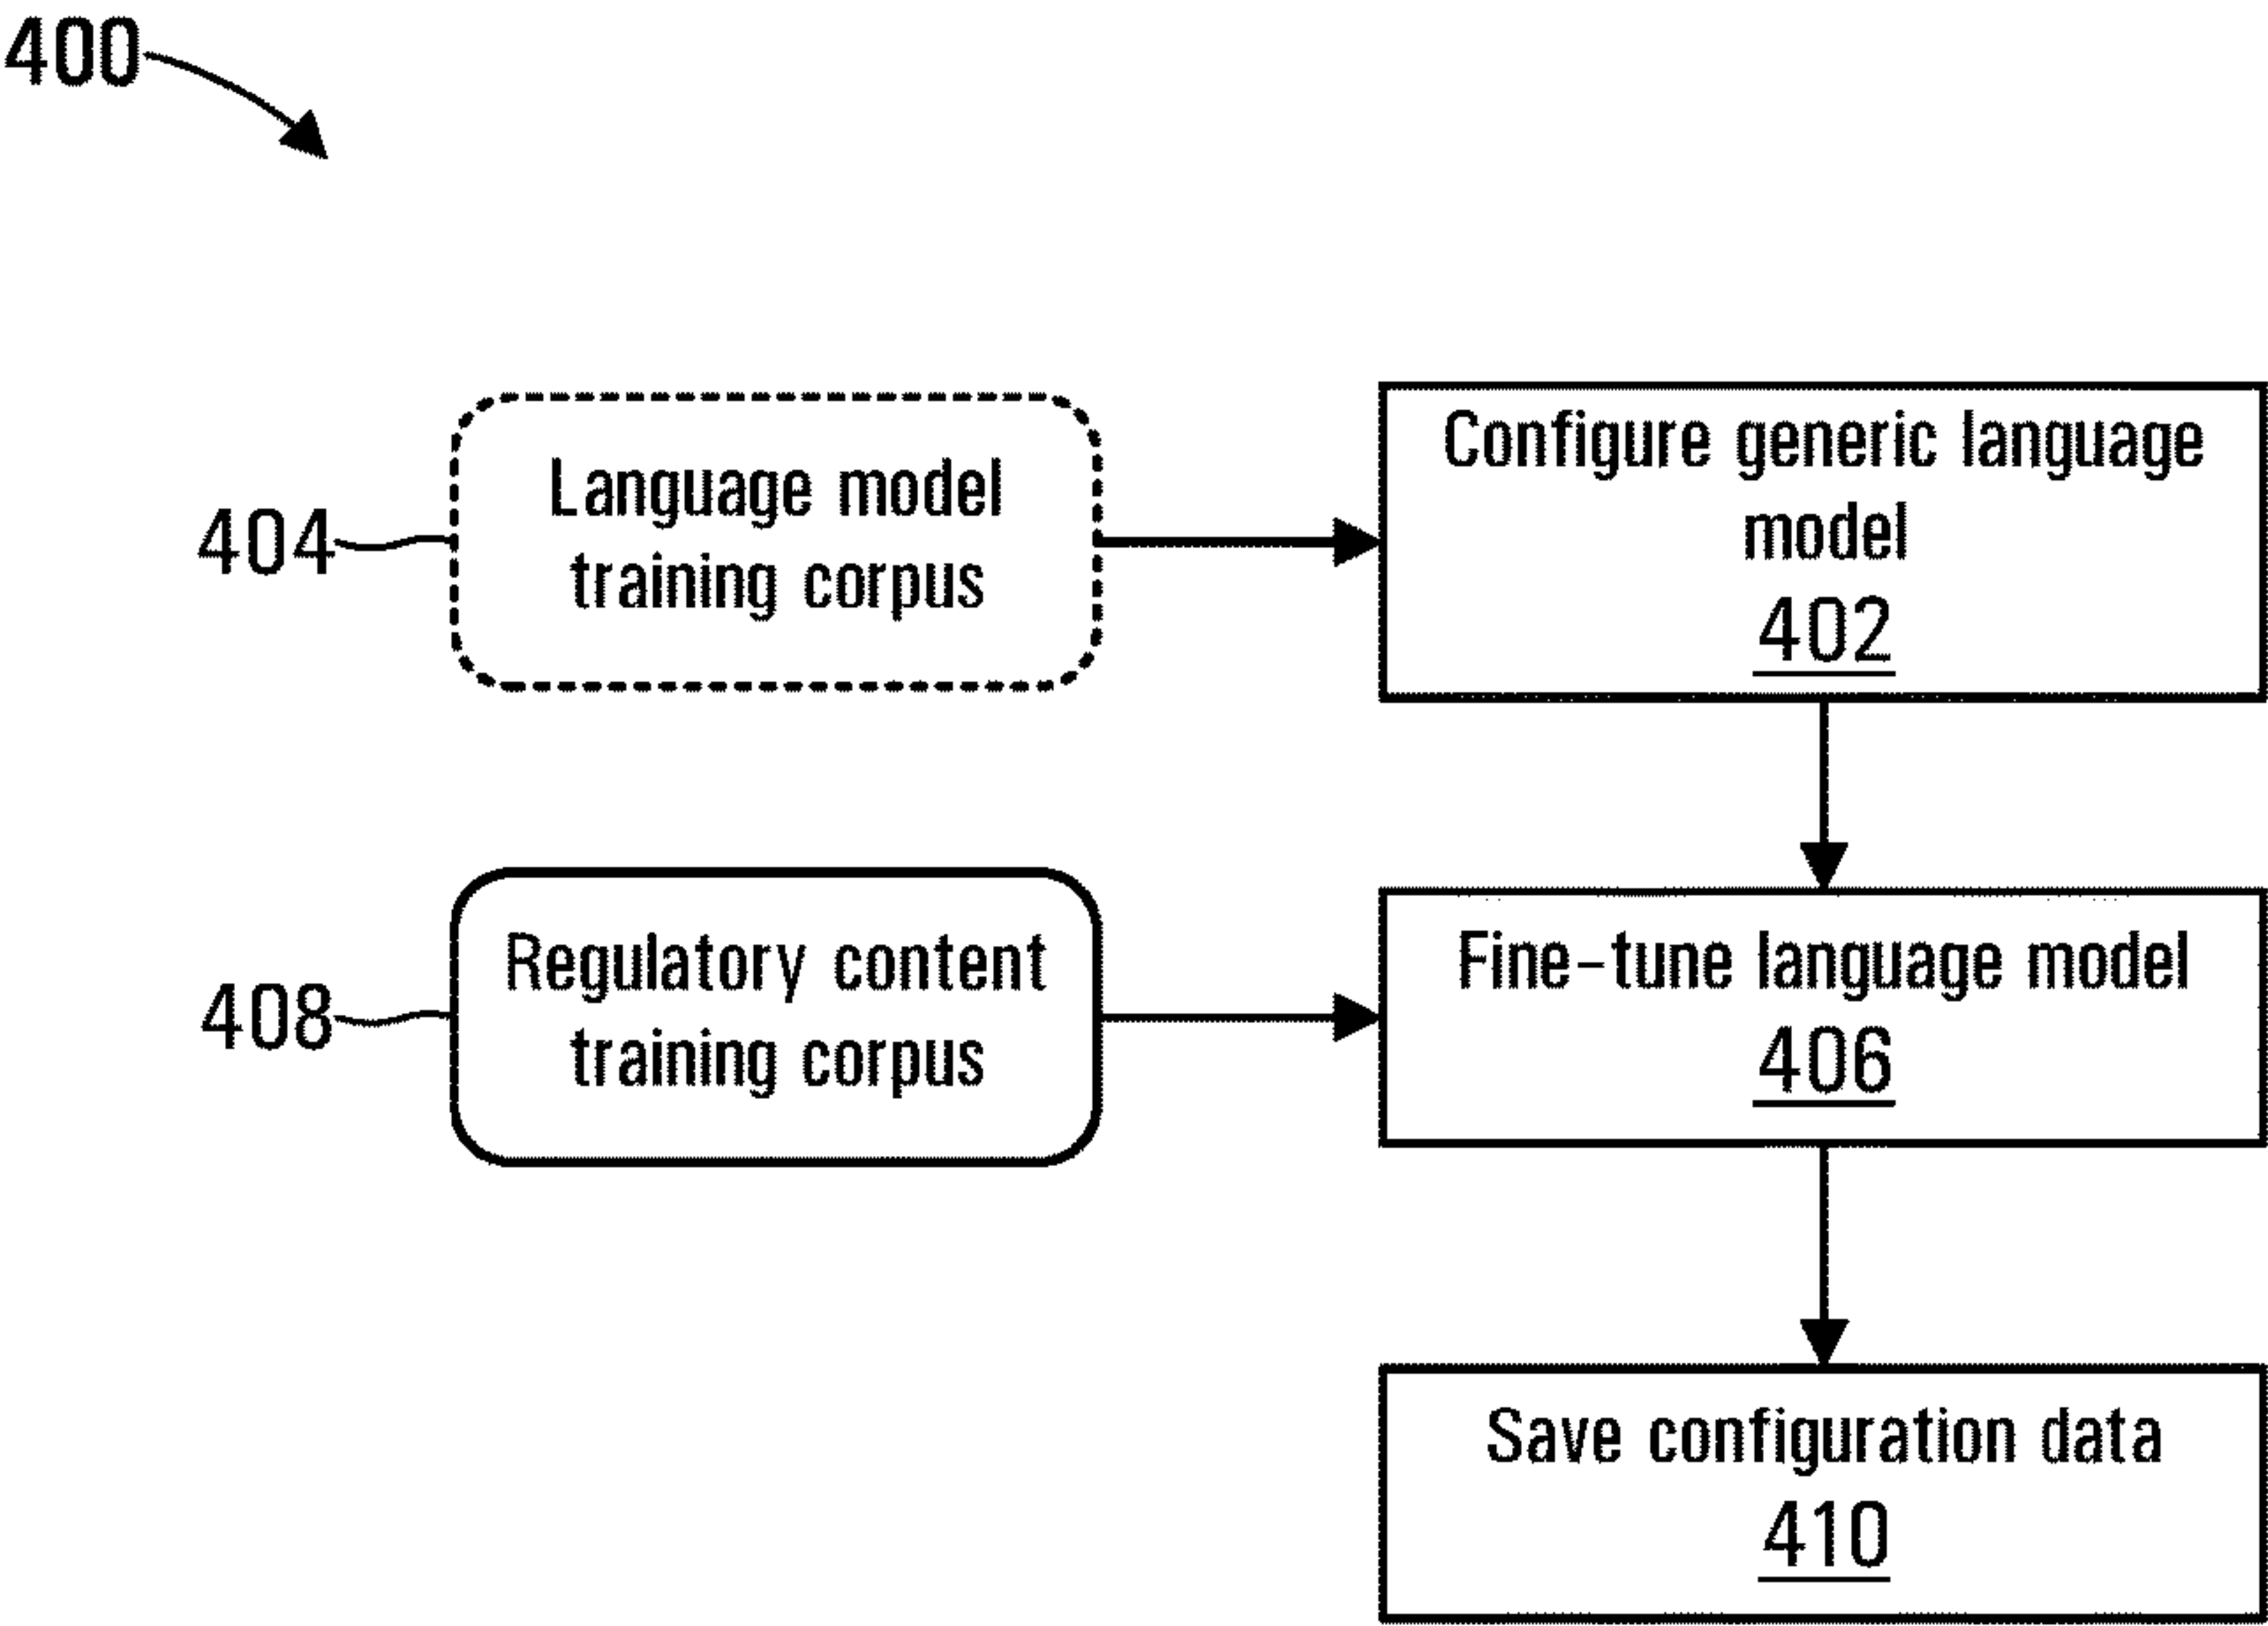 400
Language model
training corpus
404
Configure generic language
model
402
Regulatory content
training corpus
408
Fine-tune language model
406
Save configuration data
410